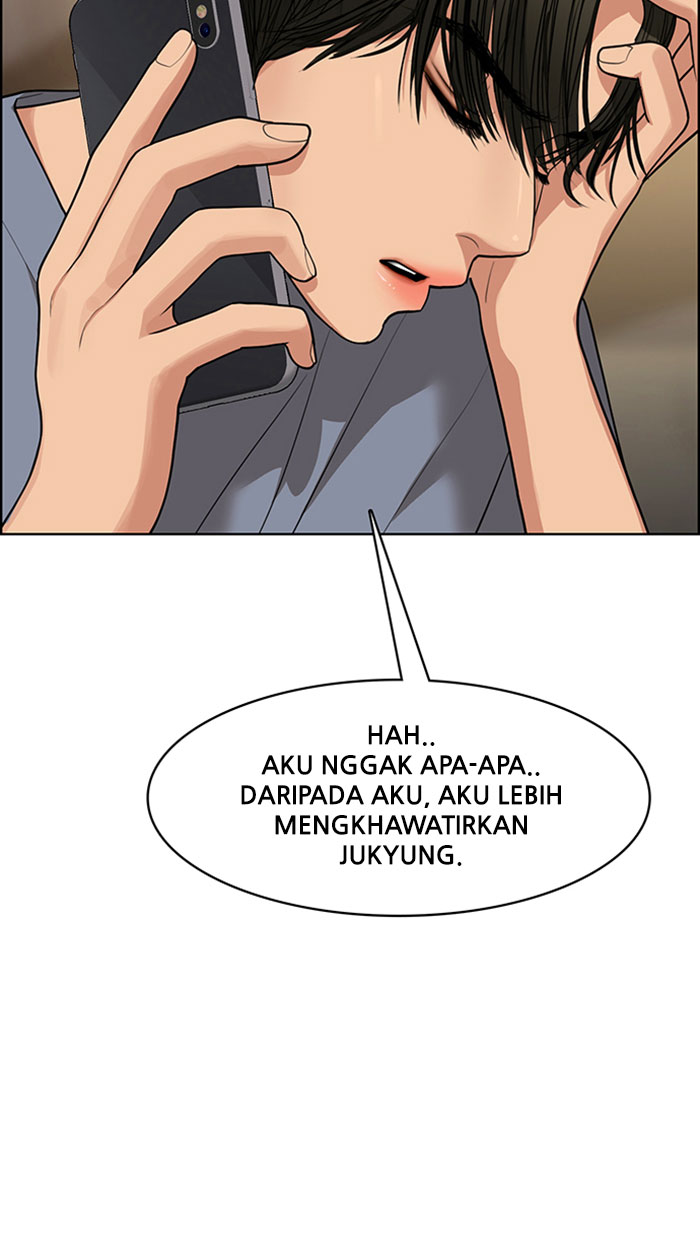 HAH..
AKU NGGAK APA-APA..
DARIPADA AKU, AKU LEBIH
MENGKHAWATIRKAN
JUKYUNG.